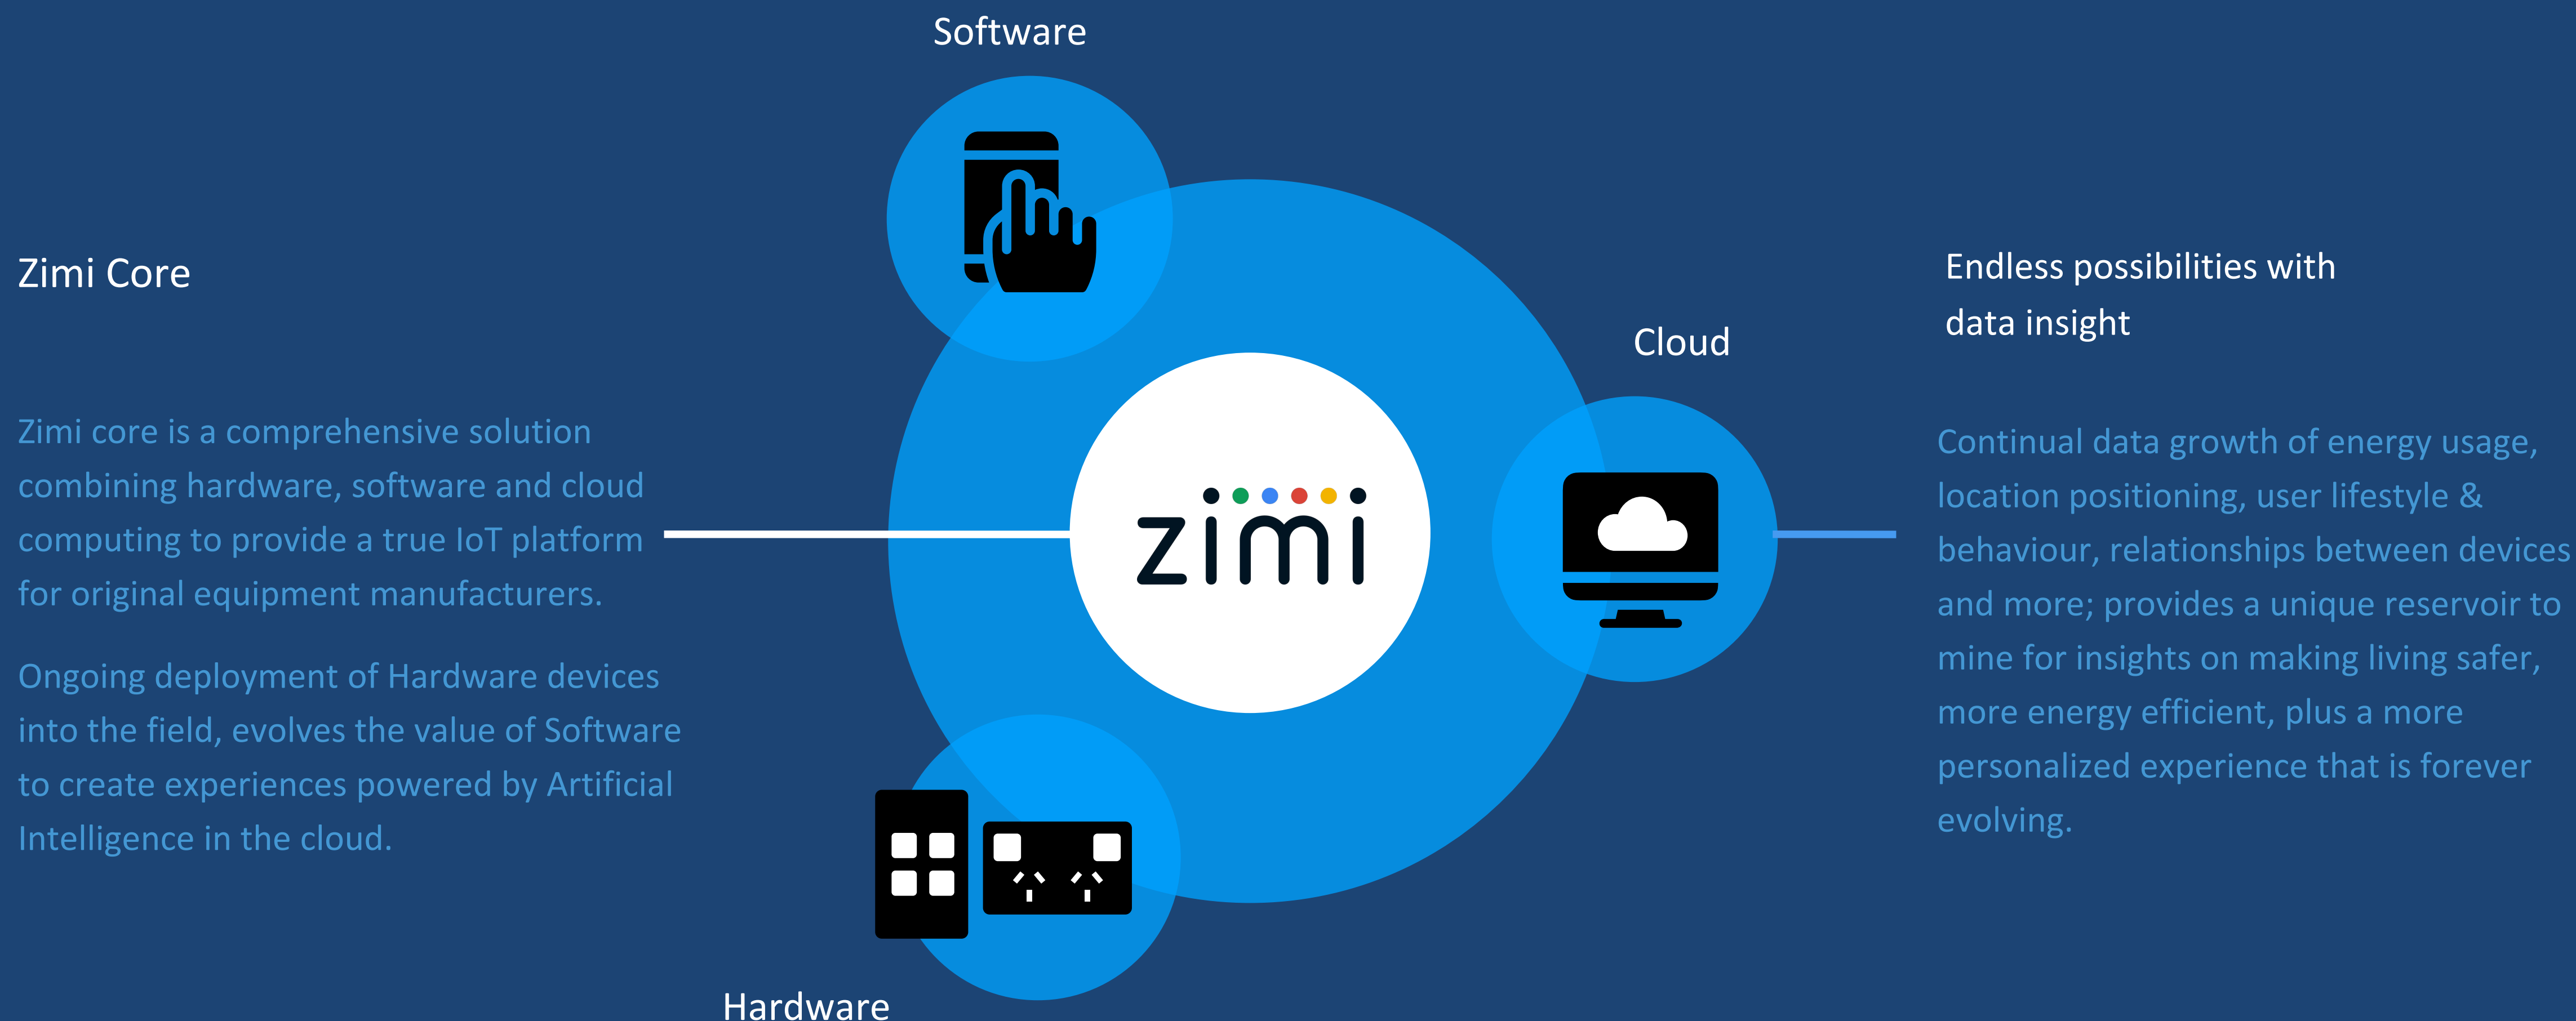 Software
Zimi Core
Zimi core is a comprehensive solution
combining hardware, software and cloud
computing to provide a true IoT platform
for original equipment manufacturers.
Ongoing deployment of Hardware devices
into the field, evolves the value of Software
to create experiences powered by Artificial
Intelligence in the cloud.
zimi
Hardware
Cloud
Endless possibilities with
data insight
Continual data growth of energy usage,
location positioning, user lifestyle &
behaviour, relationships between devices
and more; provides a unique reservoir to
mine for insights on making living safer,
more energy efficient, plus a more
personalized experience that is forever
evolving.